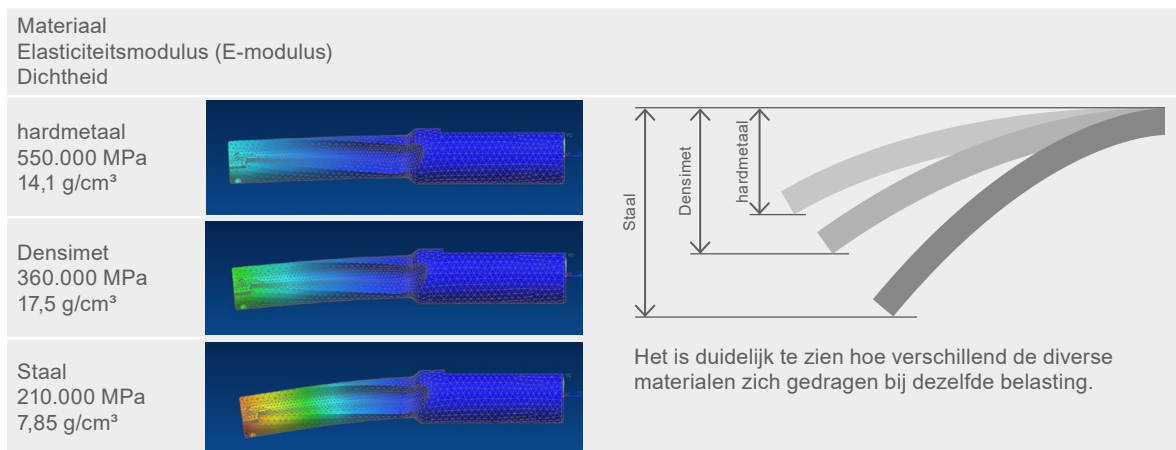 Materiaal
Elasticiteitsmodulus (E-modulus)
Dichtheid
hardmetaal
550.000 MPa
14,1 g/cm³
Densimet
360.000 MPa
17,5 g/cm³
Staal
210.000 MPa
7,85 g/cm³
Staal
Densimet
hardmetaal
Het is duidelijk te zien hoe verschillend de diverse
materialen zich gedragen bij dezelfde belasting.